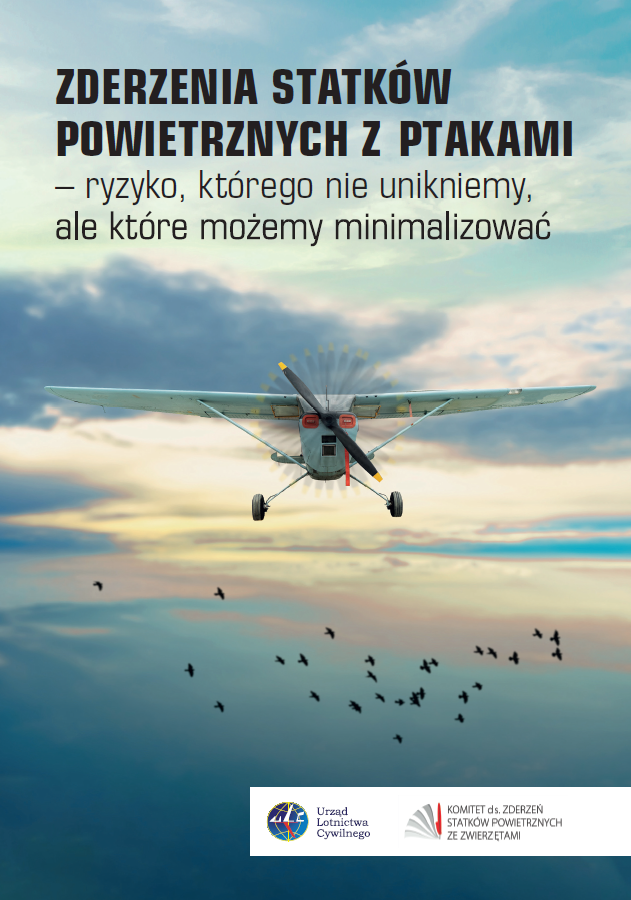 ZDERZENIA STATKÓW
POWIETRZNYCH Z PTAKAMI
– ryzyko, którego nie unikniemy,
ale które możemy minimalizować
ULC
Urząd
Lotnictwa
Cywilnego
KOMITET ds. ZDERZEŃ
STATKÓW POWIETRZNYCH
ZE ZWIERZĘTAMI